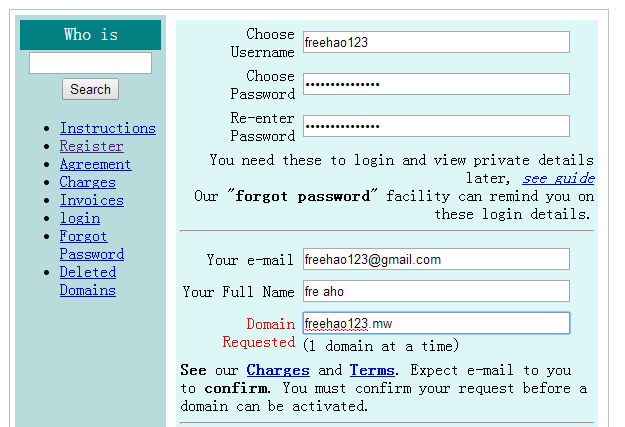 Who is
Search
Instructions
Register
Agreement
Charges
Invoices
login
Forgot
Password
Deleted
Domains
Choose
Username
freehao123
Choose
Password
•••••••••••••••
Re-enter
Password
•••••••••••••••
You need these to login and view private details
later, see guide
Our "forgot password" facility can remind you on
these login details.
Your e-mail
freehao123@gmail.com
Your Full Name
fre aho
Domain
Requested
freehao123.mw
(1 domain at a time)
See our Charges and Terms. Expect e-mail to you
to confirm. You must confirm your request before a
domain can be activated.